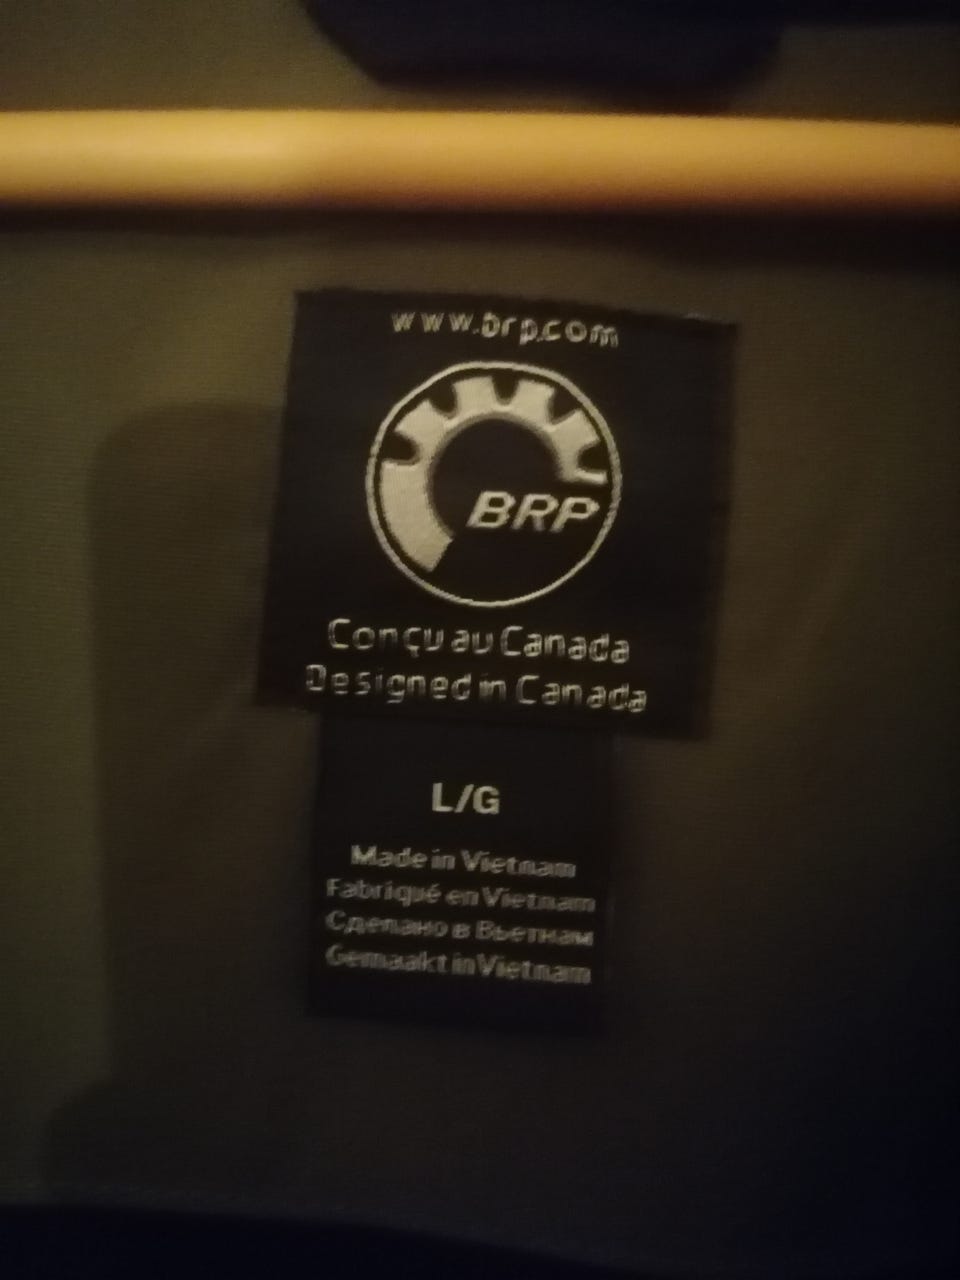 www.brp.com
BRP
Conçu au Canada
Designed in Canada
L/G
Made in Vietnam
Fabriqué en Vietnam
Сделано в Вьетнам
Gemaakt in Vietnam